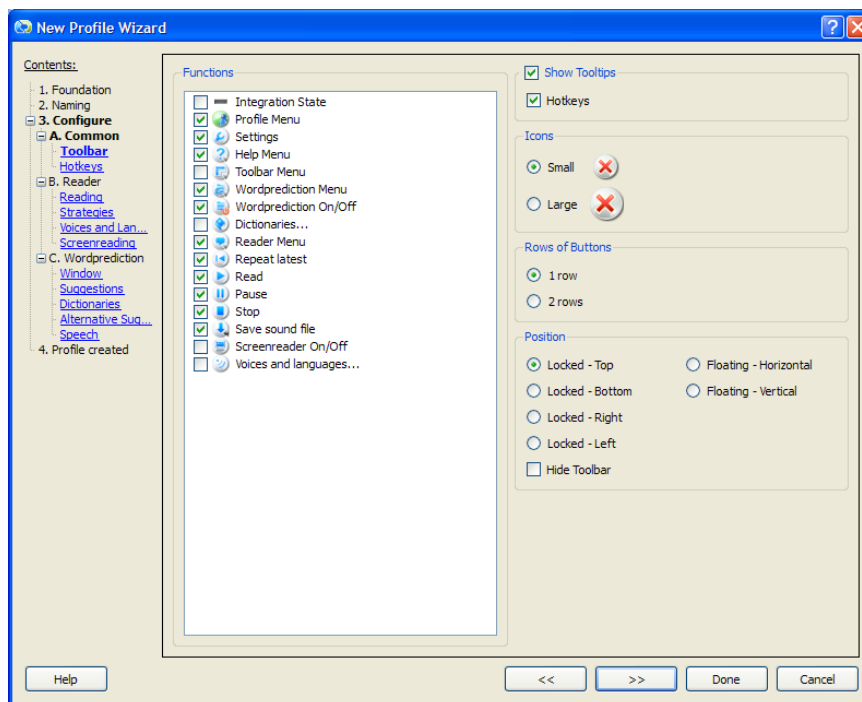 New Profile Wizard
Contents:
1. Foundation
2. Naming
3. Configure
A. Common
Toolbar
Hotkeys
B. Reader
Reading
Strategies
Voices and Lan...
Screenreading
C. Wordprediction
Window
Suggestions
Dictionaries
Alternative Sug...
Speech
4. Profile created
Functions
Integration State
Profile Menu
Settings
Help Menu
Toolbar Menu
Wordprediction Menu
Wordprediction On/Off
Dictionaries...
Reader Menu
Repeat latest
Read
Pause
Stop
Save sound file
Screenreader On/Off
Voices and languages...
Show Tooltips
Hotkeys
Icons
Small
Large
Rows of Buttons
1 row
2 rows
Position
Locked - Top
Floating - Horizontal
Locked - Bottom
Floating - Vertical
Locked - Right
Locked - Left
Hide Toolbar
Help
<<
>>
Done
Cancel